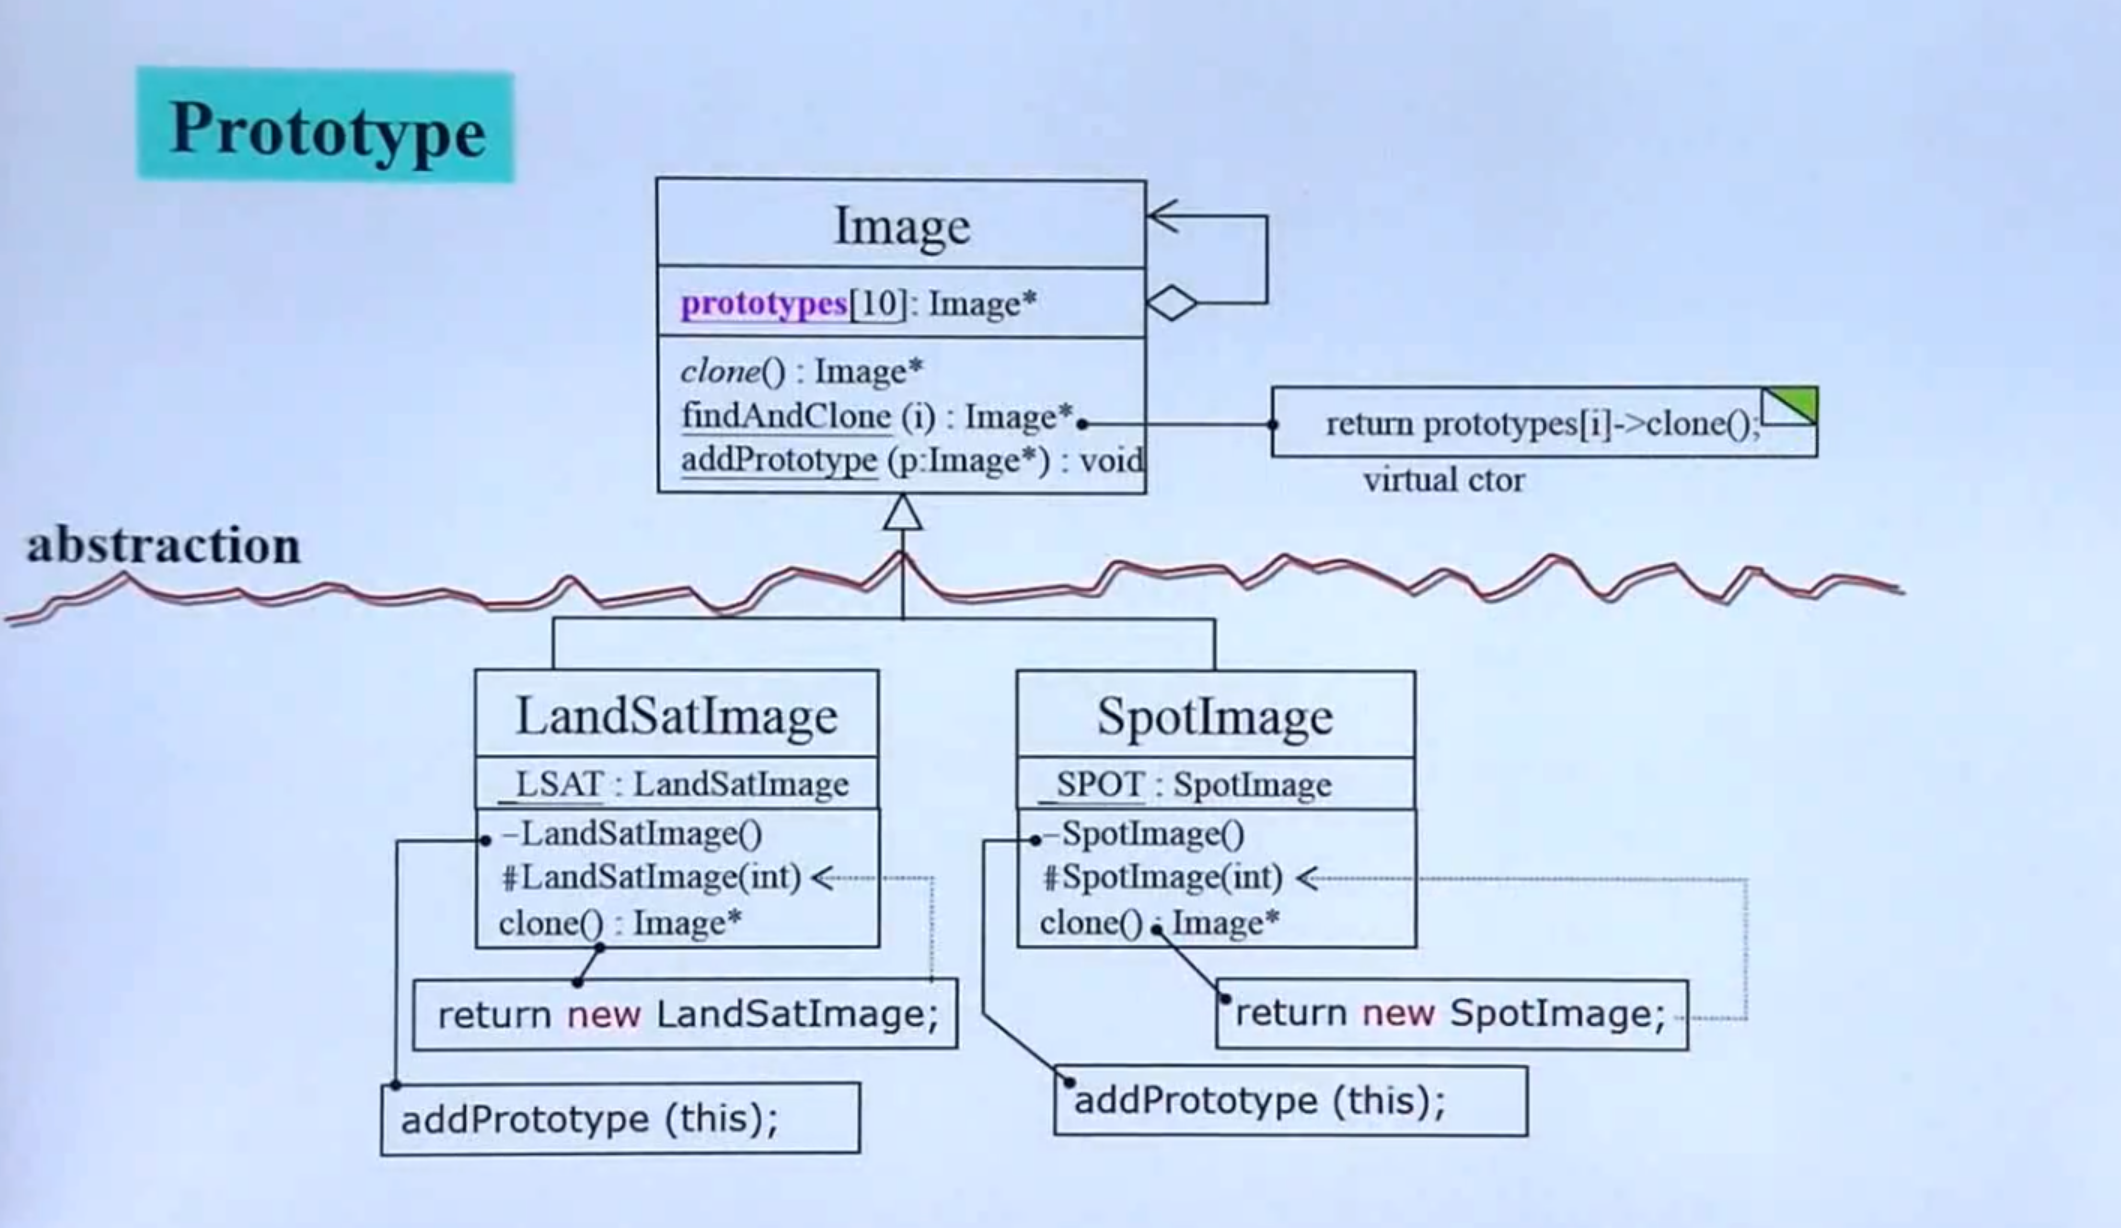 Prototype
Image
prototypes[10]: Image*
clone() : Image*
findAndClone (i) : Image*
addPrototype (p:Image*) : void
return prototypes[i]->clone();
virtual ctor
abstraction
LandSatImage
_LSAT : LandSatImage
–LandSatImage()
#LandSatImage(int)
clone() : Image*
return new LandSatImage;
addPrototype (this);
SpotImage
_SPOT : SpotImage
–SpotImage()
#SpotImage(int)
clone() : Image*
return new SpotImage;
addPrototype (this);